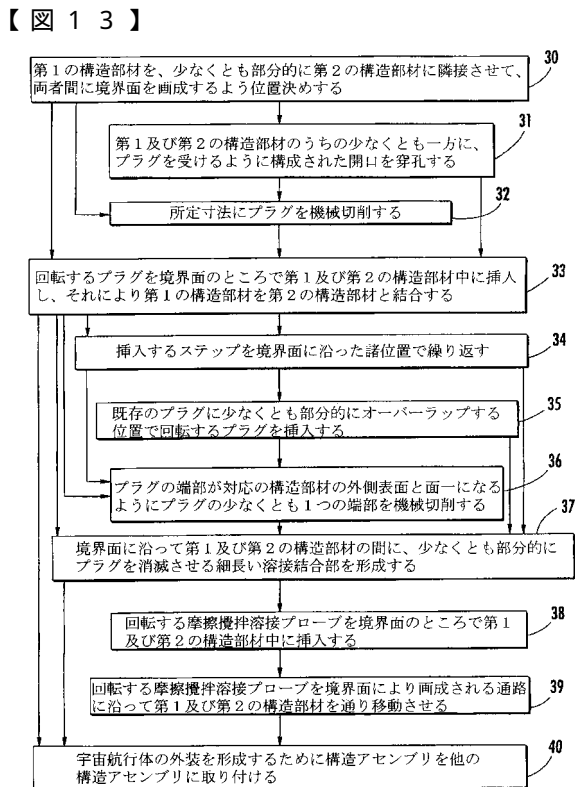 【図１３】
30
第１の構造部材を、少なくとも部分的に第２の構造部材に隣接させて、
両者間に境界面を画成するよう位置決めする
31
第１及び第２の構造部材のうちの少なくとも一方に、
プラグを受けるように構成された開口を穿孔する
32
所定寸法にプラグを機械切削する
33
回転するプラグを境界面のところで第１及び第２の構造部材中に挿入
し、それにより第１の構造部材を第２の構造部材と結合する
34
挿入するステップを境界面に沿った諸位置で繰り返す
35
既存のプラグに少なくとも部分的にオーバーラップする
位置で回転するプラグを挿入する
36
プラグの端部が対応の構造部材の外側表面と面一になる
ようにプラグの少なくとも１つの端部を機械切削する
37
境界面に沿って第１及び第２の構造部材の間に、少なくとも部分的に
プラグを消滅させる細長い溶接結合部を形成する
38
回転する摩擦攪拌溶接プローブを境界面のところで第１
及び第２の構造部材中に挿入する
39
回転する摩擦攪拌溶接プローブを境界面により画成される通路
に沿って第１及び第２の構造部材を通り移動させる
40
宇宙航行体の外装を形成するために構造アセンブリを他の
構造アセンブリに取り付ける